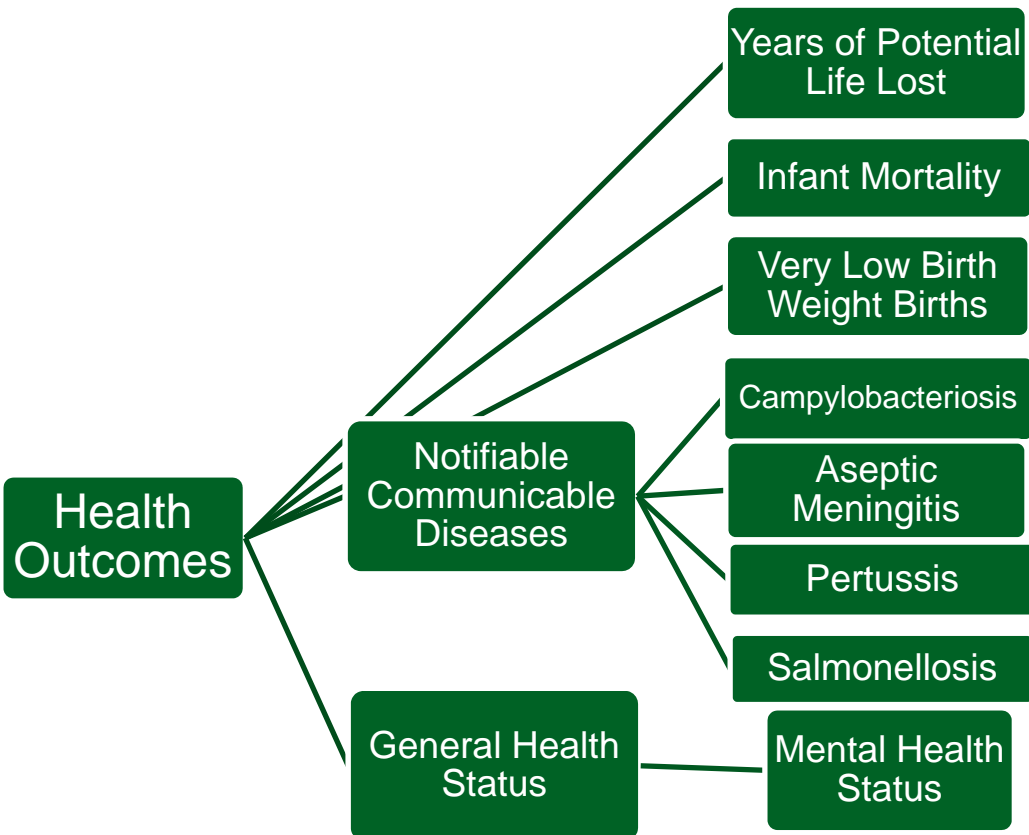 Health
Outcomes
Years of Potential
Life Lost
Infant Mortality
Very Low Birth
Weight Births
Notifiable
Communicable
Diseases
Campylobacteriosis
Aseptic
Meningitis
Pertussis
Salmonellosis
General Health
Status
Mental Health
Status